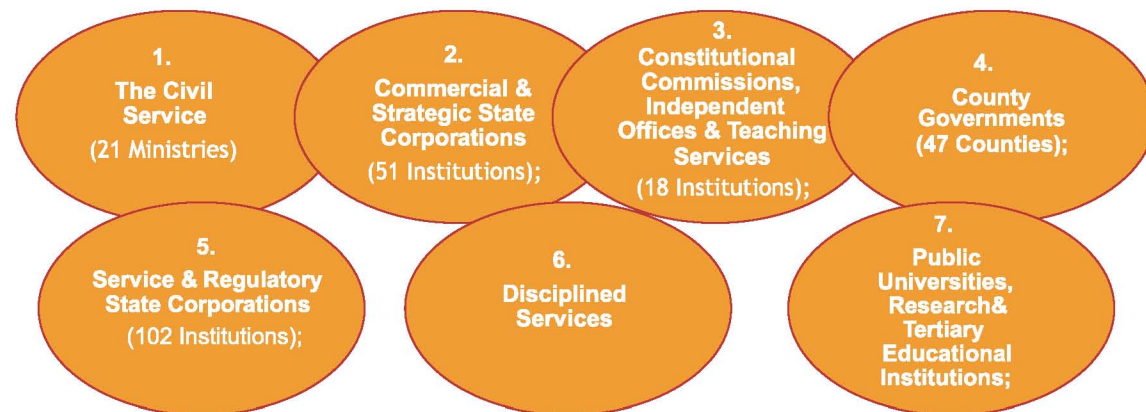 1.
The Civil
Service
(21 Ministries)
2.
Commercial &
Strategic State
Corporations
(51 Institutions);
3.
Constitutional
Commissions,
Independent
Offices & Teaching
Services
(18 Institutions);
4.
County
Governments
(47 Counties);
5.
Service & Regulatory
State Corporations
(102 Institutions);
6.
Disciplined
Services
7.
Public
Universities,
Research&
Tertiary
Educational
Institutions;